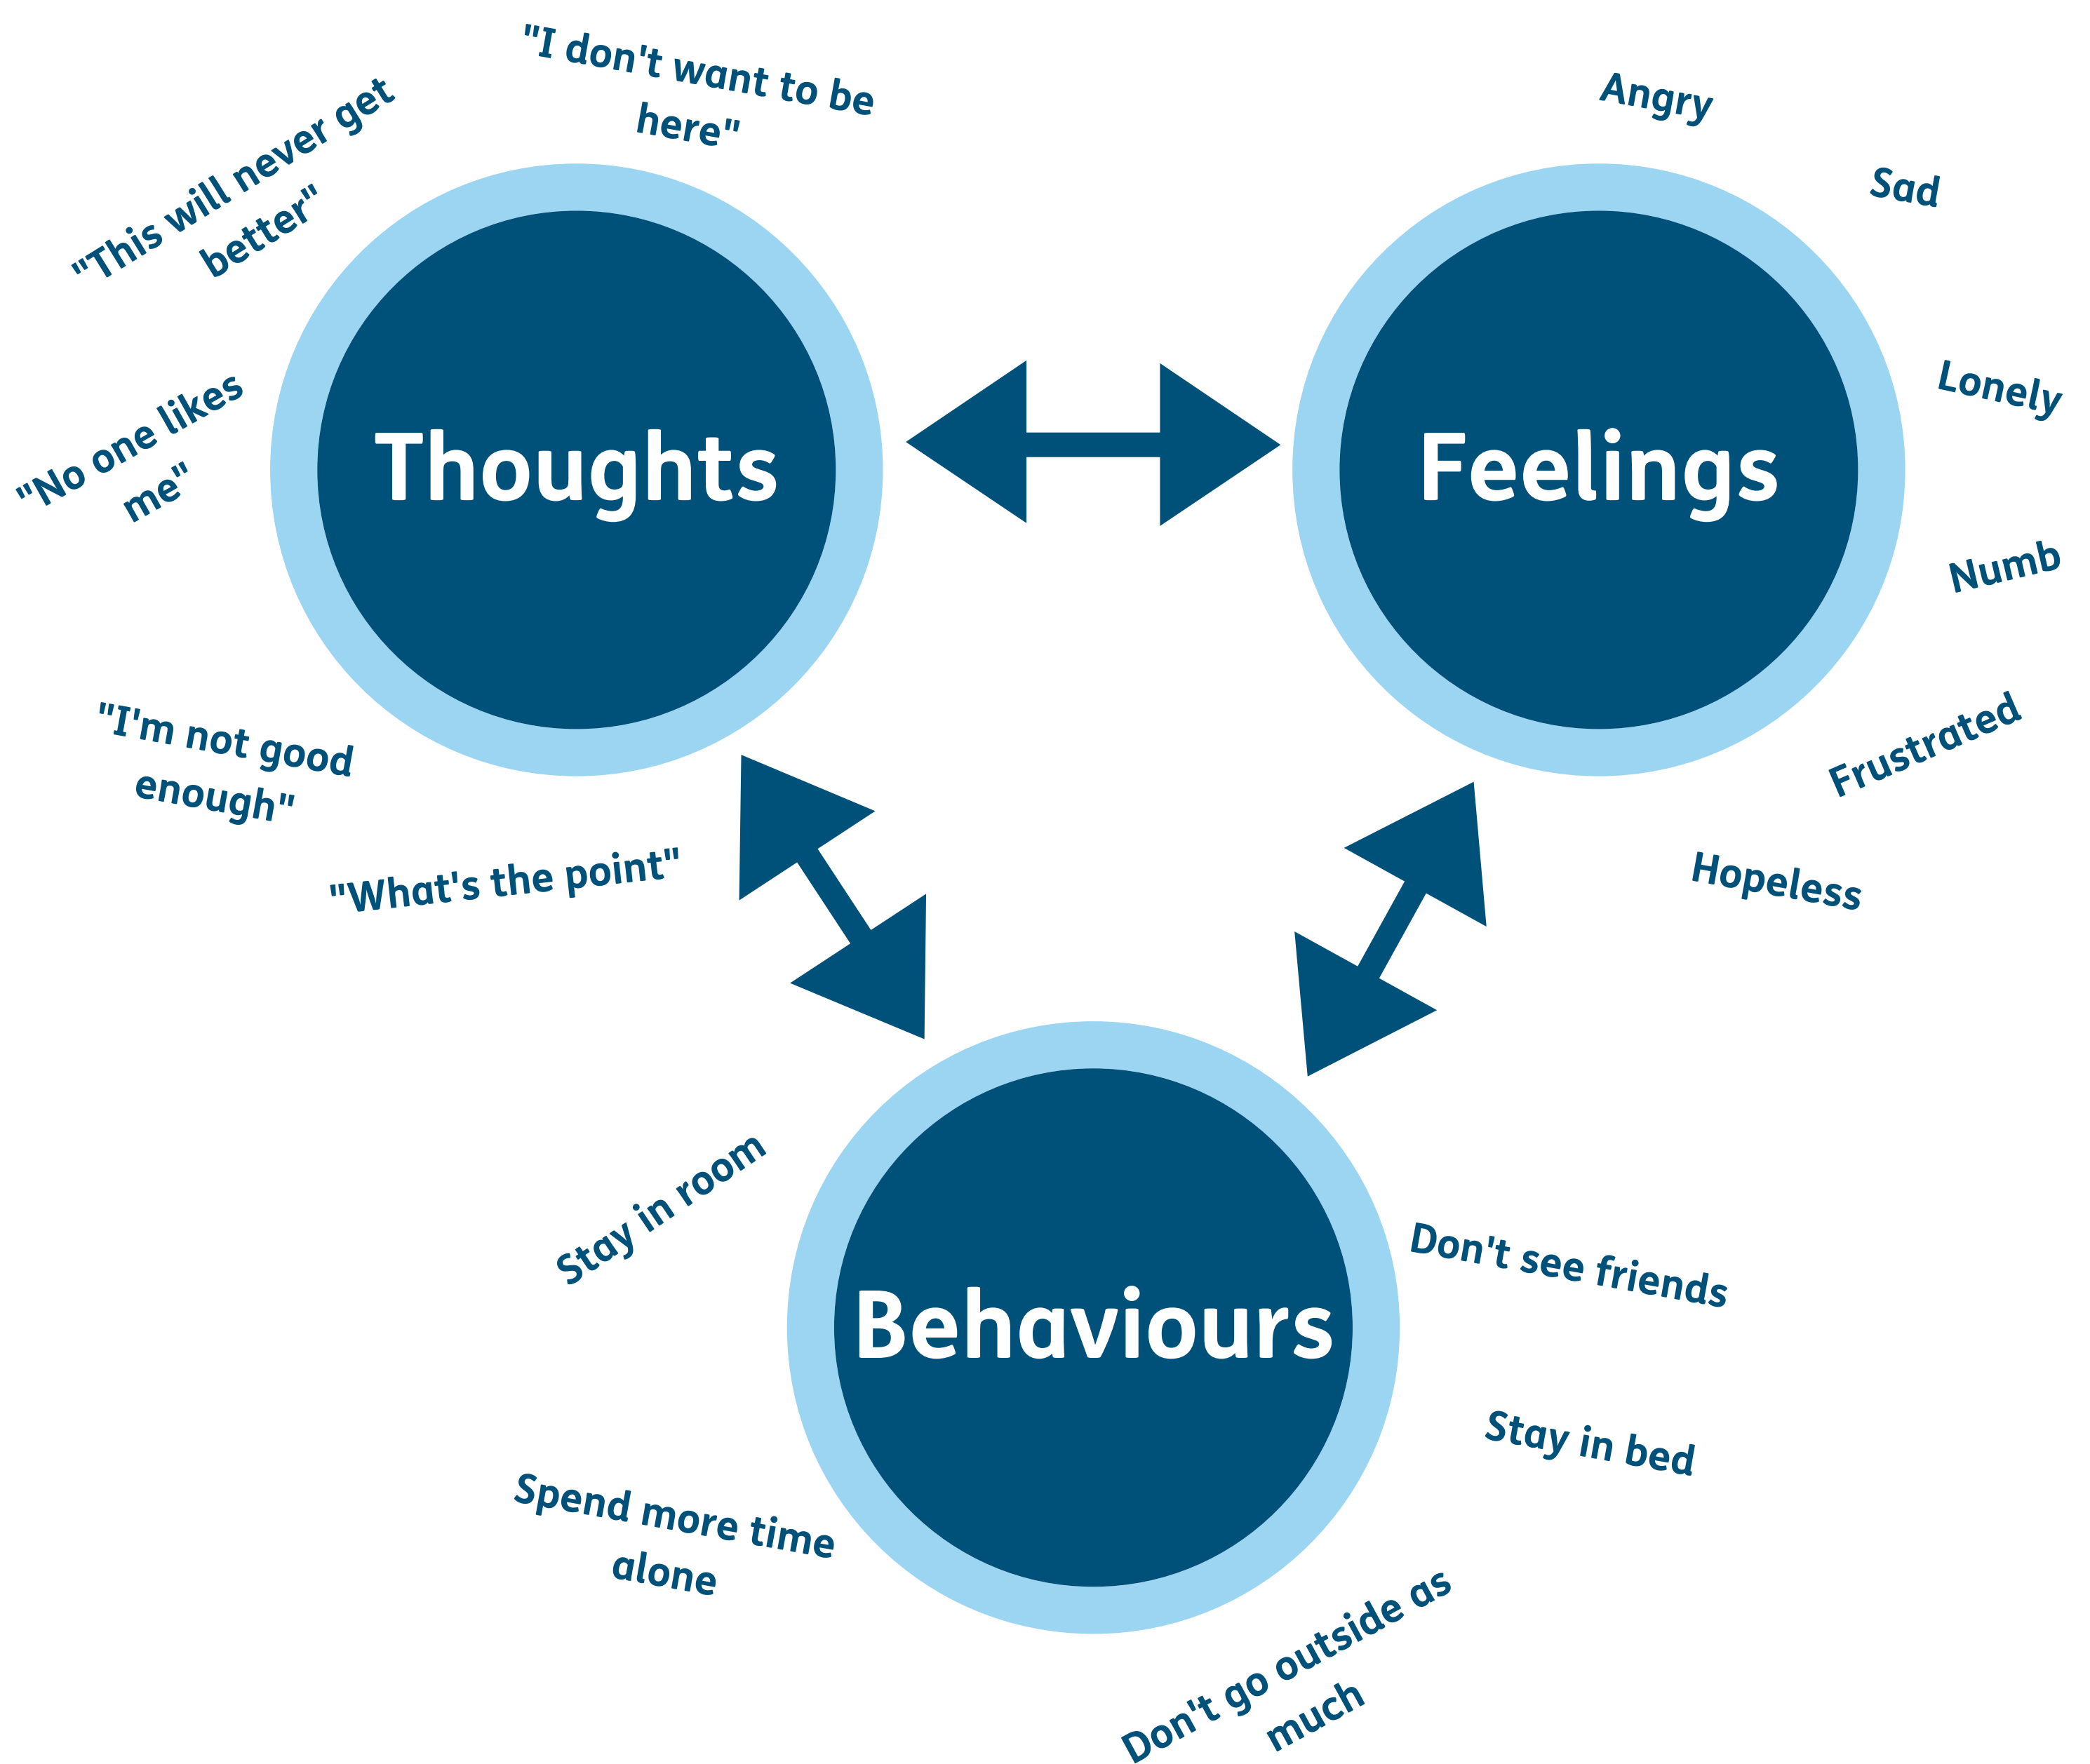 "I don't want to be
here"
"This will never get
better"
"No one likes
me"
Thoughts
"I'm not good
enough"
"What's the point"
Angry
Sad
Lonely
Feelings
Numb
Frustrated
Hopeless
Stay in room
Don't see friends
Behaviours
Stay in bed
Spend more time
alone
Don't go outside as
much